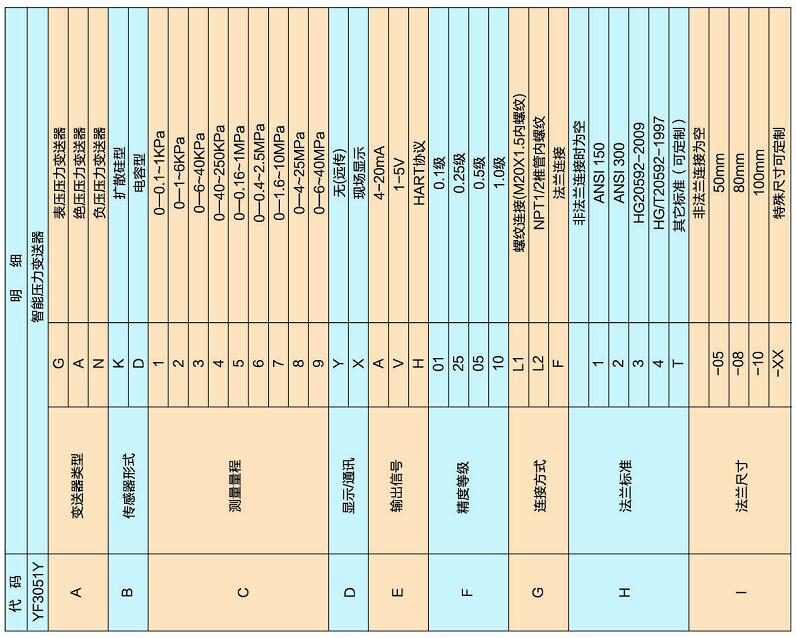 代 码 明 细
YF3051Y 智能压力变送器
A 变送器类型 G 表压压力变送器
A 绝压压力变送器
N 负压压力变送器
B 传感器形式 K 扩散硅型
D 电容型
C 测量量程 1 0—0.1~1KPa
2 0—1~6KPa
3 0—6~40KPa
4 0—40~250KPa
5 0—0.16~1MPa
6 0—0.4~2.5MPa
7 0—1.6~10MPa
8 0—4~25MPa
9 0—6~40MPa
D 显示/通讯 Y 无(远传)
X 现场显示
E 输出信号 A 4~20mA
V 1~5V
H HART协议
F 精度等级 01 0.1级
25 0.25级
05 0.5级
10 1.0级
G 连接方式 L1 螺纹连接(M20X1.5内螺纹)
L2 NPT1/2椎管内螺纹
F 法兰连接
H 法兰标准 非法兰连接时为空
1 ANSI 150
2 ANSI 300
3 HG20592-2009
4 HG/T20592-1997
T 其它标准（可定制）
I 法兰尺寸 非法兰连接为空
-05 50mm
-08 80mm
-10 100mm
-XX 特殊尺寸可定制